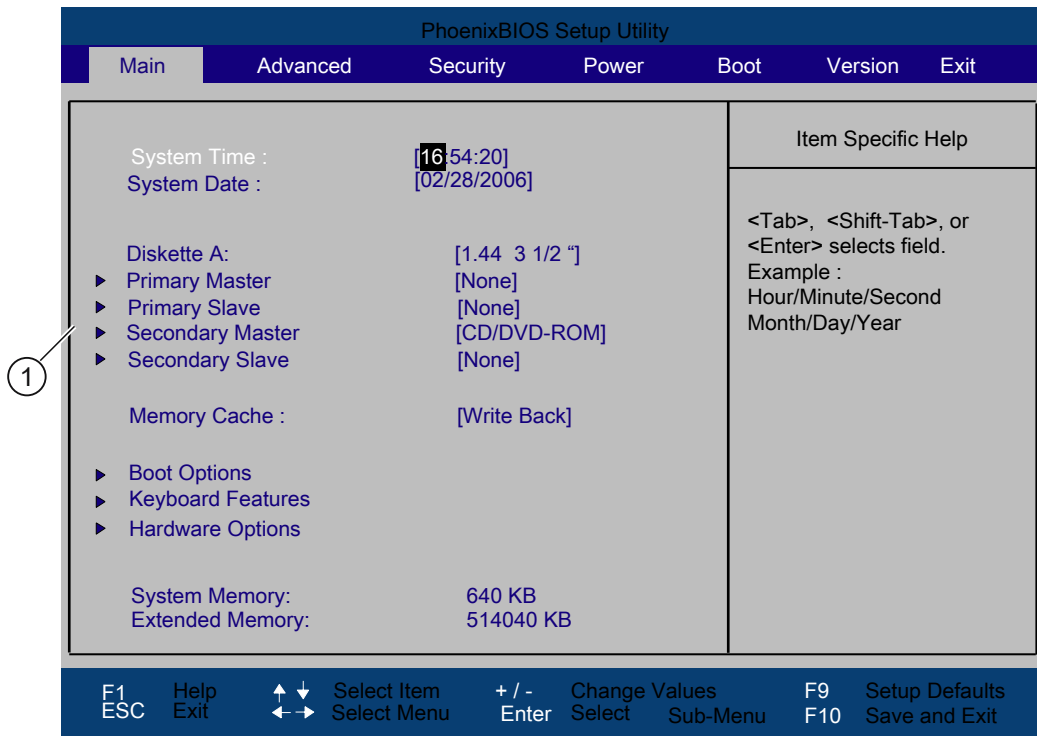 PhoenixBIOS Setup Utility
Main Advanced Security Power Boot Version Exit
System Time : [16:54:20]
System Date : [02/28/2006]
Diskette A: [1.44 3 1/2 “]
Primary Master [None]
Primary Slave [None]
Secondary Master [CD/DVD-ROM]
Secondary Slave [None]
Memory Cache : [Write Back]
Boot Options
Keyboard Features
Hardware Options
System Memory: 640 KB
Extended Memory: 514040 KB
Item Specific Help
<Tab>, <Shift-Tab>, or
<Enter> selects field.
Example :
Hour/Minute/Second
Month/Day/Year
1
F1 Help Select Item + / - Change Values F9 Setup Defaults
ESC Exit Select Menu Enter Select Sub-Menu F10 Save and Exit